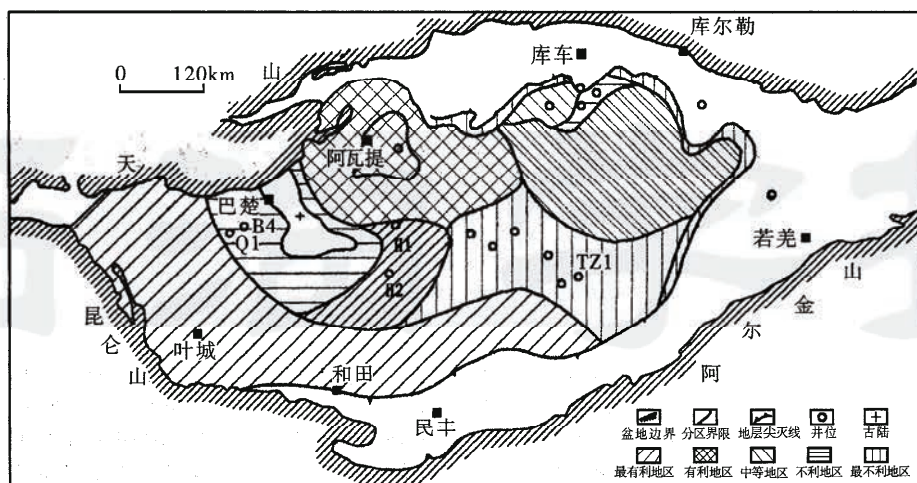 库尔勒
库车
0 120km
山
阿瓦提
天
巴楚
B4
Q1
H1
H2
TZ1
若羌
山
金
尔
阿
昆
仑
山
叶城
和田
民丰
盆地边界 分区界限 地层尖灭线 井位 古陆
最有利地区 有利地区 中等地区 不利地区 最不利地区